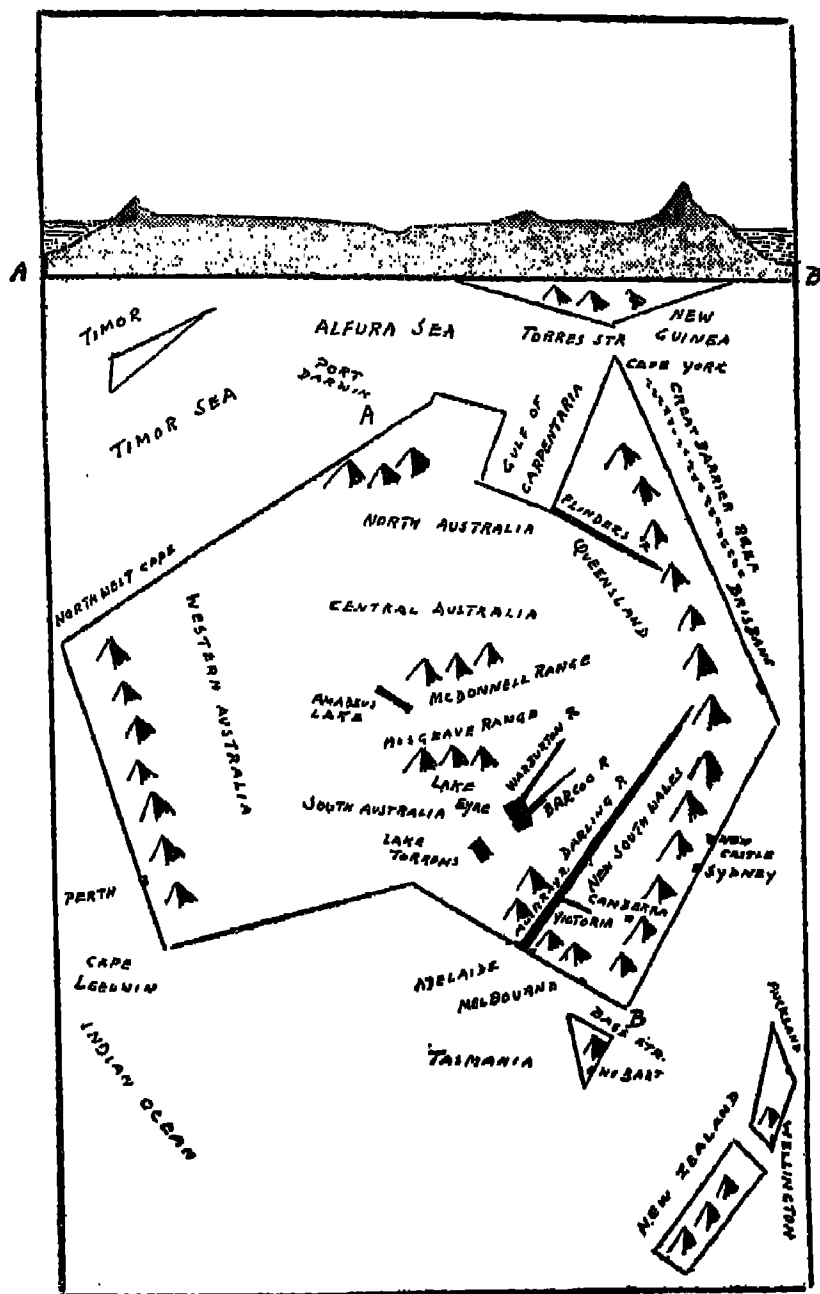 A
B
TIMOR
ALFURA SEA
TORRES STR
NEW
GUINEA
CAPE YORK
PORT
DARWIN
A
TIMOR SEA
GULF OF
CARPENTARIA
GREAT BARRIER REEF
NORTH AUSTRALIA
FLINDERS R
QUEENSLAND
BRISBANE
NORTHWEST CAPE
WESTERN AUSTRALIA
CENTRAL AUSTRALIA
MCDONNELL RANGE
AMADEUS
LAKE
MUSGRAVE RANGE
WARBURTON R
LAKE
EYRE
BARCOO R
SOUTH AUSTRALIA
LAKE
TORRENS
DARLING R
MURRAY R
NEW SOUTH WALES
NEW
CASTLE
SYDNEY
CANBERRA
VICTORIA
PERTH
CAPE
LEEUWIN
ADELAIDE
MELBOURNE
B
BASS STR.
TASMANIA
HOBART
INDIAN OCEAN
AUCKLAND
NEW ZEALAND
WELLINGTON